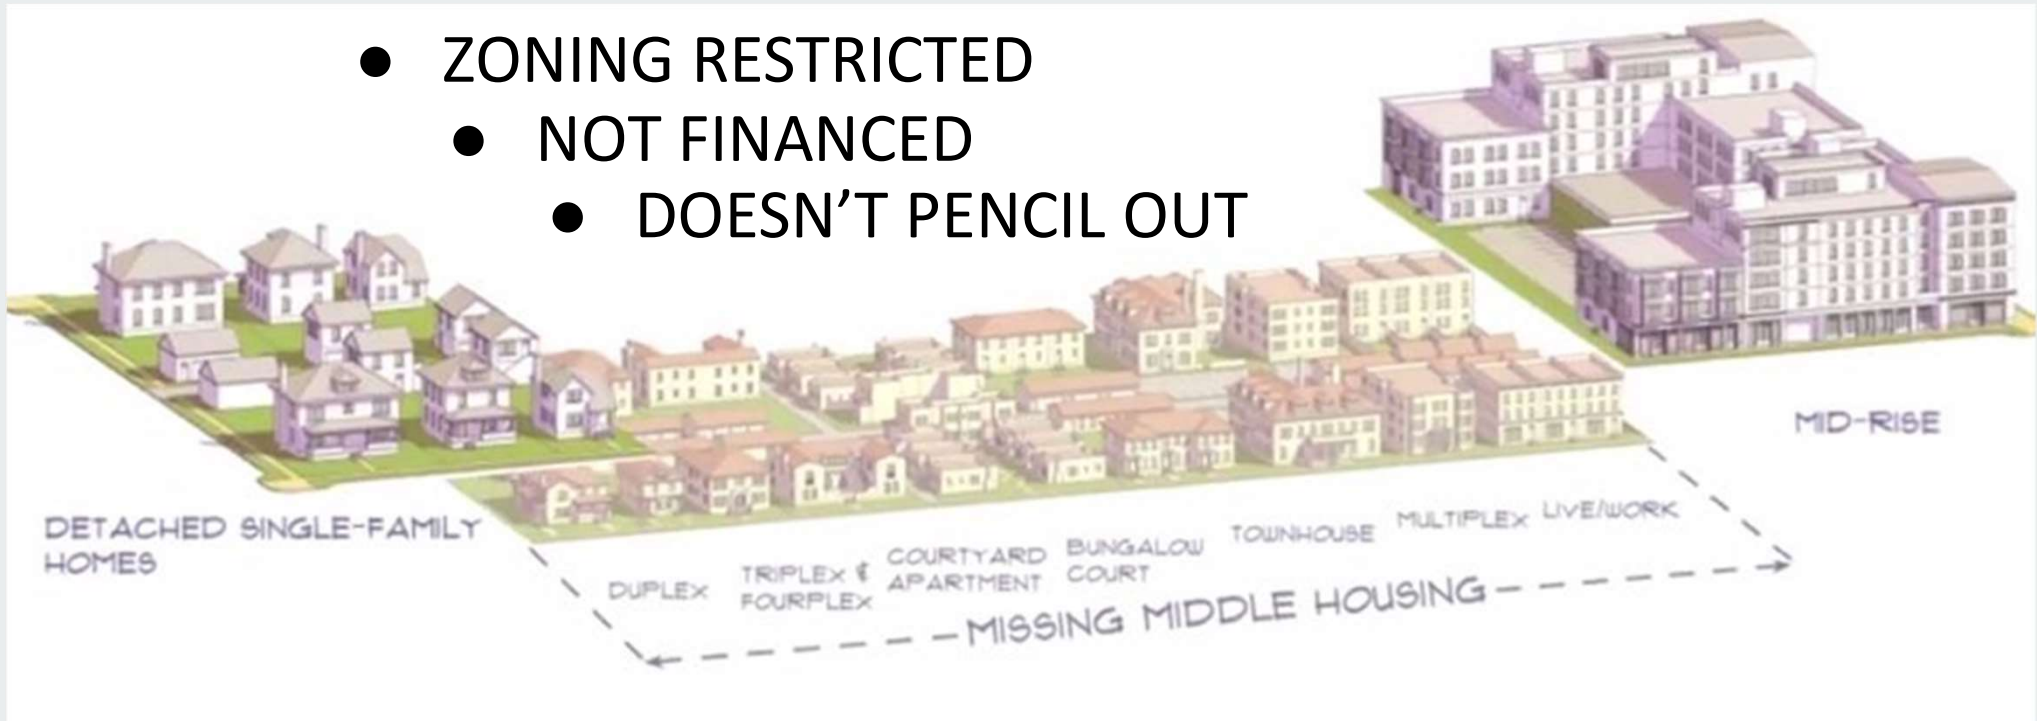 ● ZONING RESTRICTED
● NOT FINANCED
● DOESN’T PENCIL OUT
DETACHED SINGLE-FAMILY
HOMES
DUPLEX
TRIPLEX &
FOURPLEX
COURTYARD
APARTMENT
BUNGALOW
COURT
TOWNHOUSE
MULTIPLEX
LIVE/WORK
MISSING MIDDLE HOUSING
MID-RISE